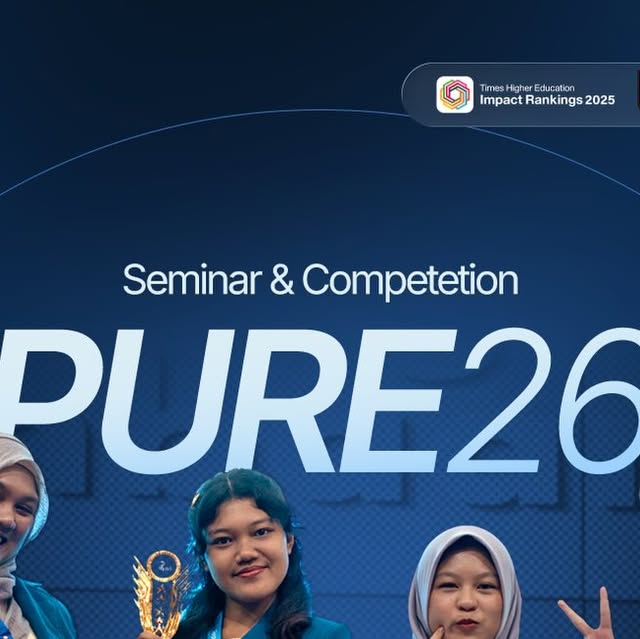 Times Higher Education
Impact Rankings 2025
Seminar & Competetion
PURE26